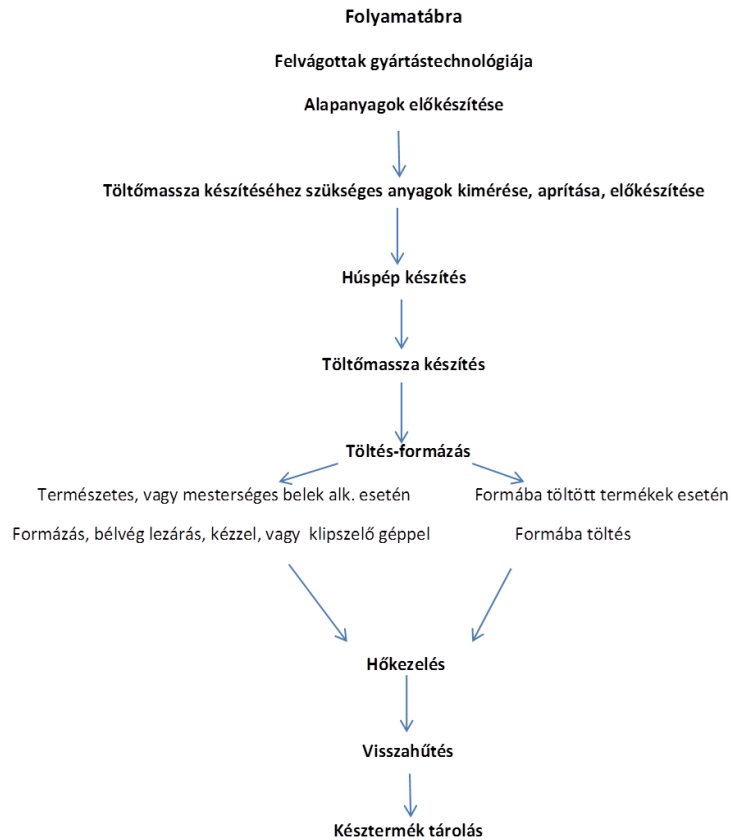 Folyamatábra
Felvágottak gyártástechnológiája
Alapanyagok előkészítése
Töltőmassza készítéséhez szükséges anyagok kimérése, aprítása, előkészítése
Húspép készítés
Töltőmassza készítés
Töltés-formázás
Természetes, vagy mesterséges belek alk. esetén
Formázás, bélvég lezárás, kézzel, vagy klipszelő géppel
Formába töltött termékek esetén
Formába töltés
Hőkezelés
Visszahűtés
Késztermék tárolás